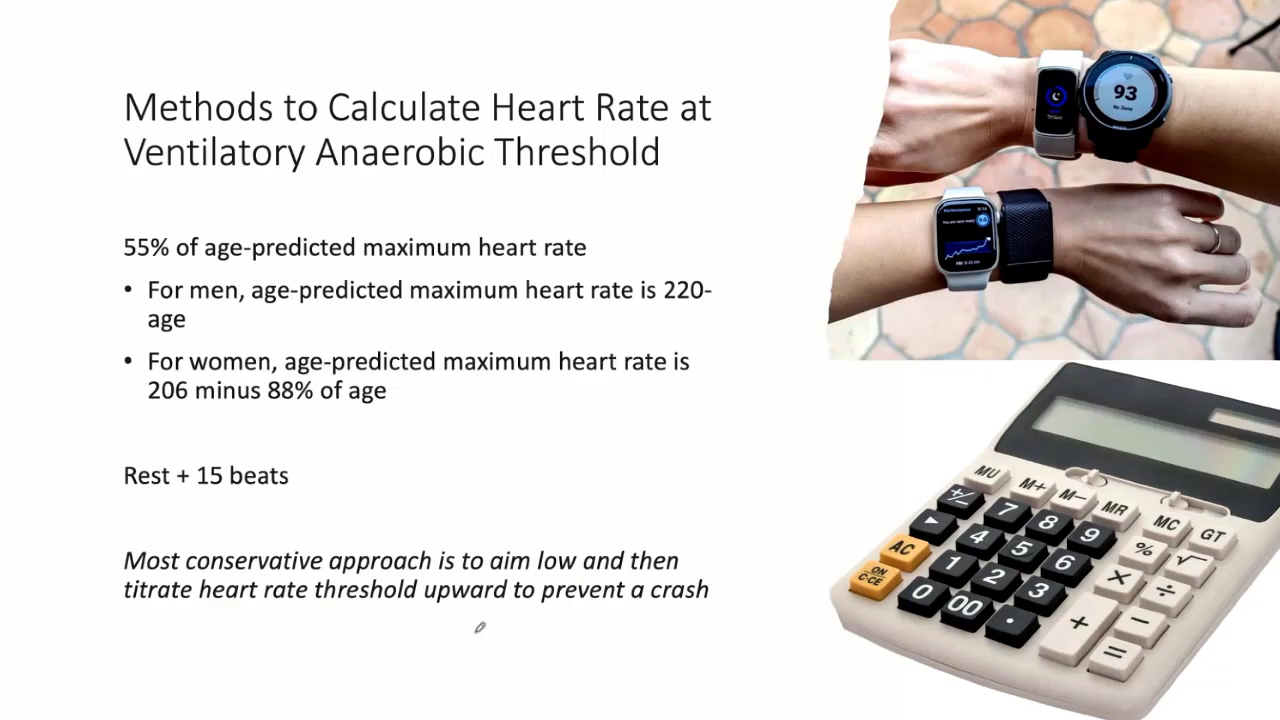 Methods to Calculate Heart Rate at
Ventilatory Anaerobic Threshold
55% of age-predicted maximum heart rate
• For men, age-predicted maximum heart rate is 220-
age
• For women, age-predicted maximum heart rate is
206 minus 88% of age
Rest + 15 beats
Most conservative approach is to aim low and then
titrate heart rate threshold upward to prevent a crash
93
No Zone
MU M+ M− MR MC GT
+/− 7 8 9 % √
▶ 4 5 6 × ÷
AC 1 2 3 + −
ON C·CE 0 00 • =